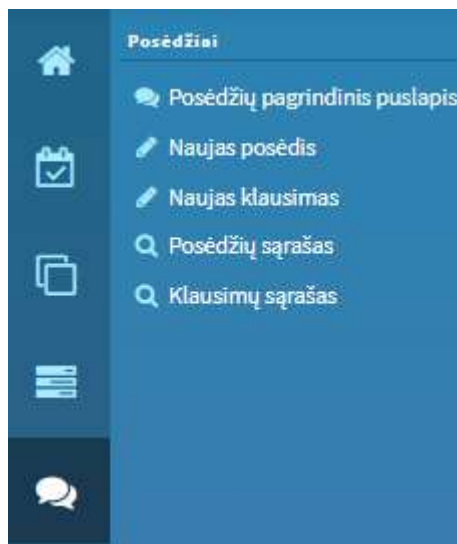 Posėdžiai
Posėdžių pagrindinis puslapis
Naujas posėdis
Naujas klausimas
Posėdžių sąrašas
Klausimų sąrašas